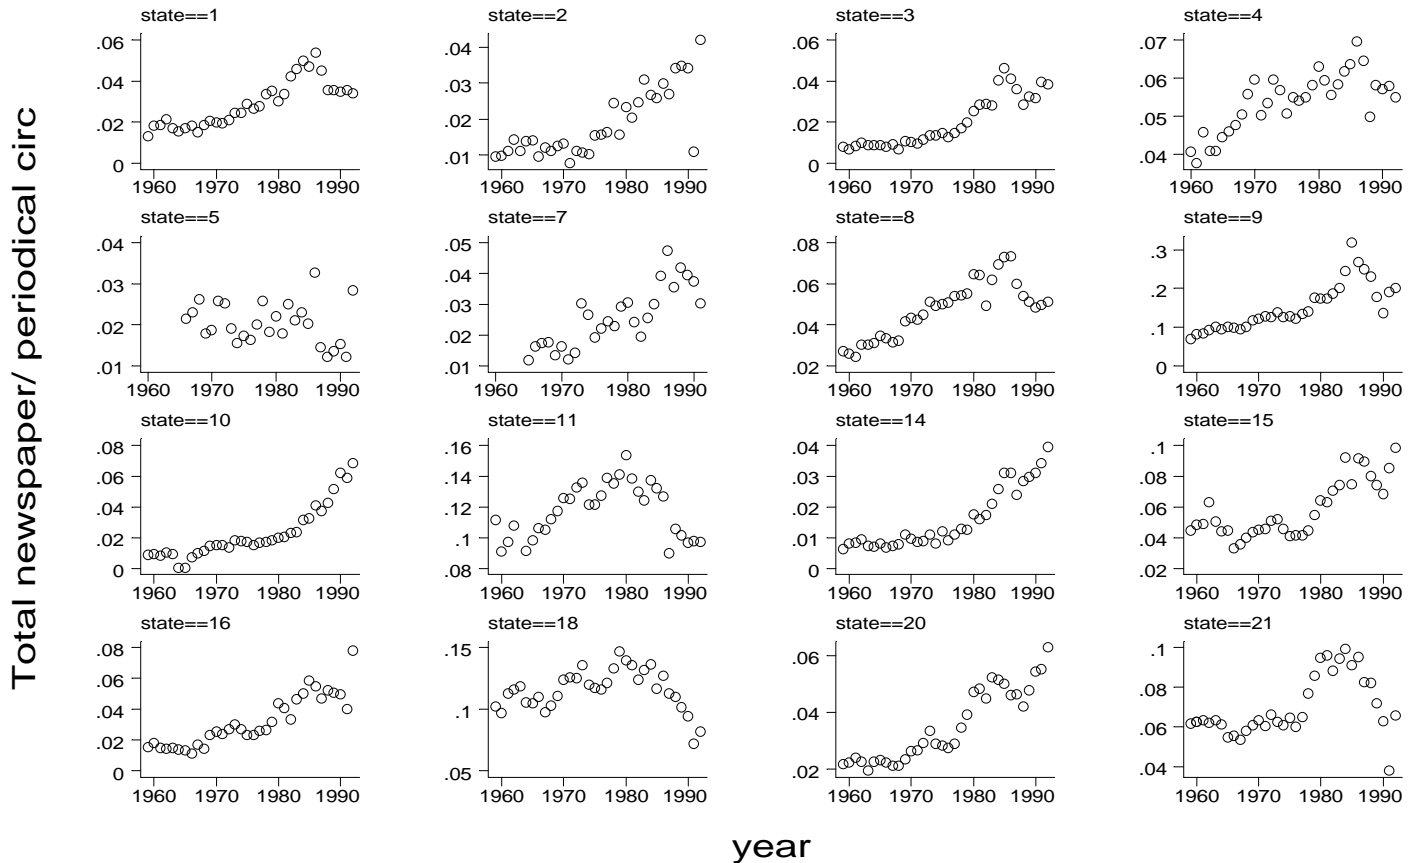 Total newspaper/ periodical circ
state==1
.06
.04
.02
0
1960 1970 1980 1990
state==2
.04
.03
.02
.01
1960 1970 1980 1990
state==3
.06
.04
.02
0
1960 1970 1980 1990
state==4
.07
.06
.05
.04
1960 1970 1980 1990
state==5
.04
.03
.02
.01
1960 1970 1980 1990
state==7
.05
.04
.03
.02
.01
1960 1970 1980 1990
state==8
.08
.06
.04
.02
1960 1970 1980 1990
state==9
.3
.2
.1
0
1960 1970 1980 1990
state==10
.08
.06
.04
.02
0
1960 1970 1980 1990
state==11
.16
.14
.12
.1
.08
1960 1970 1980 1990
state==14
.04
.03
.02
.01
0
1960 1970 1980 1990
state==15
.1
.08
.06
.04
.02
1960 1970 1980 1990
state==16
.08
.06
.04
.02
0
1960 1970 1980 1990
state==18
.15
.1
.05
1960 1970 1980 1990
state==20
.06
.04
.02
1960 1970 1980 1990
state==21
.1
.08
.06
.04
1960 1970 1980 1990
year